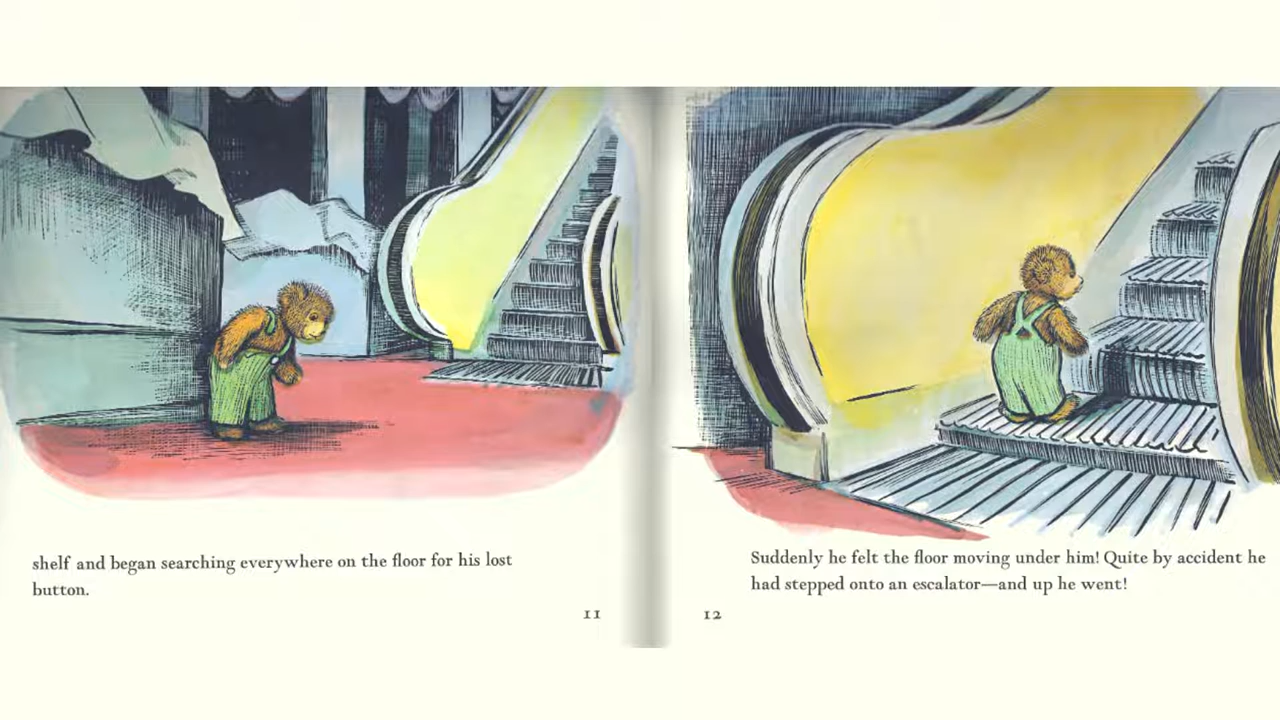 shelf and began searching everywhere on the floor for his lost
button.
11
Suddenly he felt the floor moving under him! Quite by accident he
had stepped onto an escalator—and up he went!
12